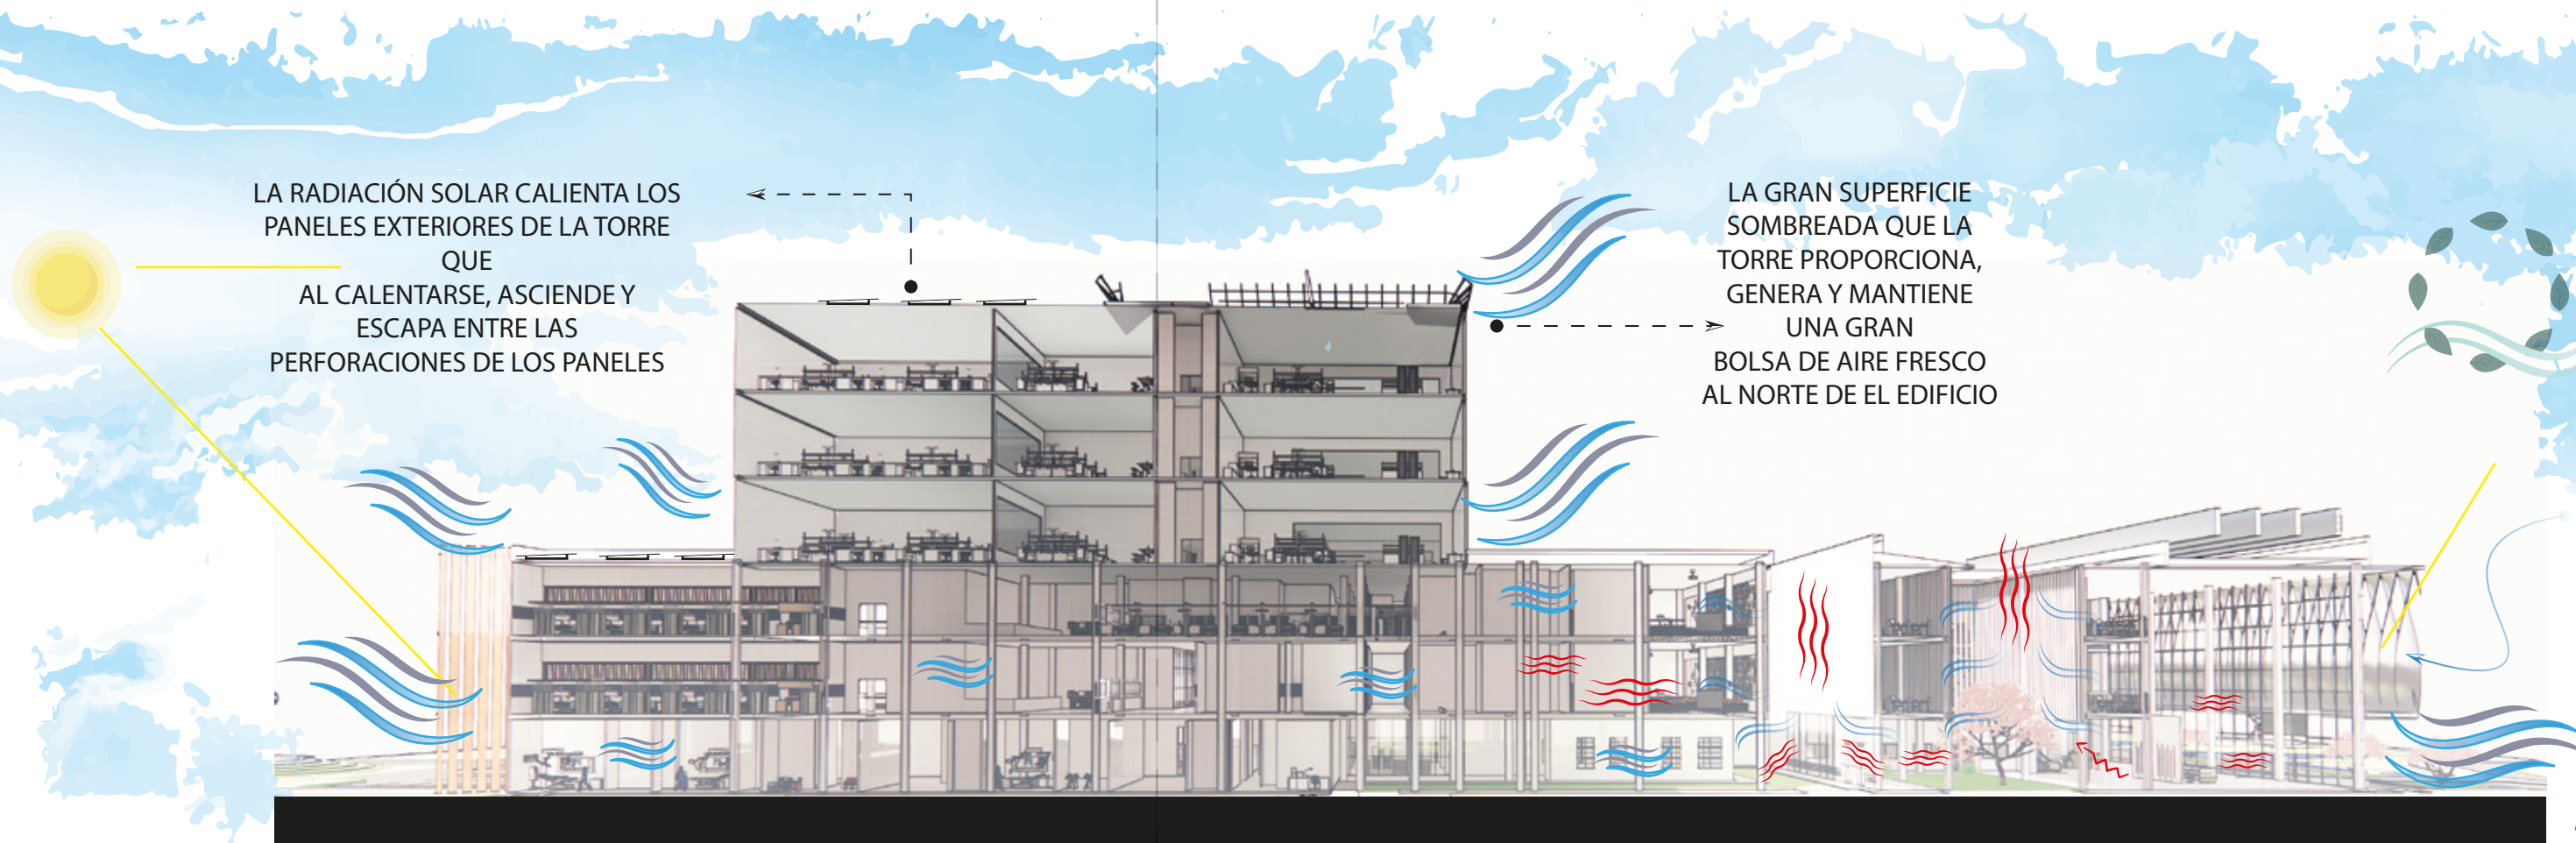 LA RADIACIÓN SOLAR CALIENTA LOS
PANELES EXTERIORES DE LA TORRE
QUE
AL CALENTARSE, ASCIENDE Y
ESCAPA ENTRE LAS
PERFORACIONES DE LOS PANELES
LA GRAN SUPERFICIE
SOMBREADA QUE LA
TORRE PROPORCIONA,
GENERA Y MANTIENE
UNA GRAN
BOLSA DE AIRE FRESCO
AL NORTE DE EL EDIFICIO